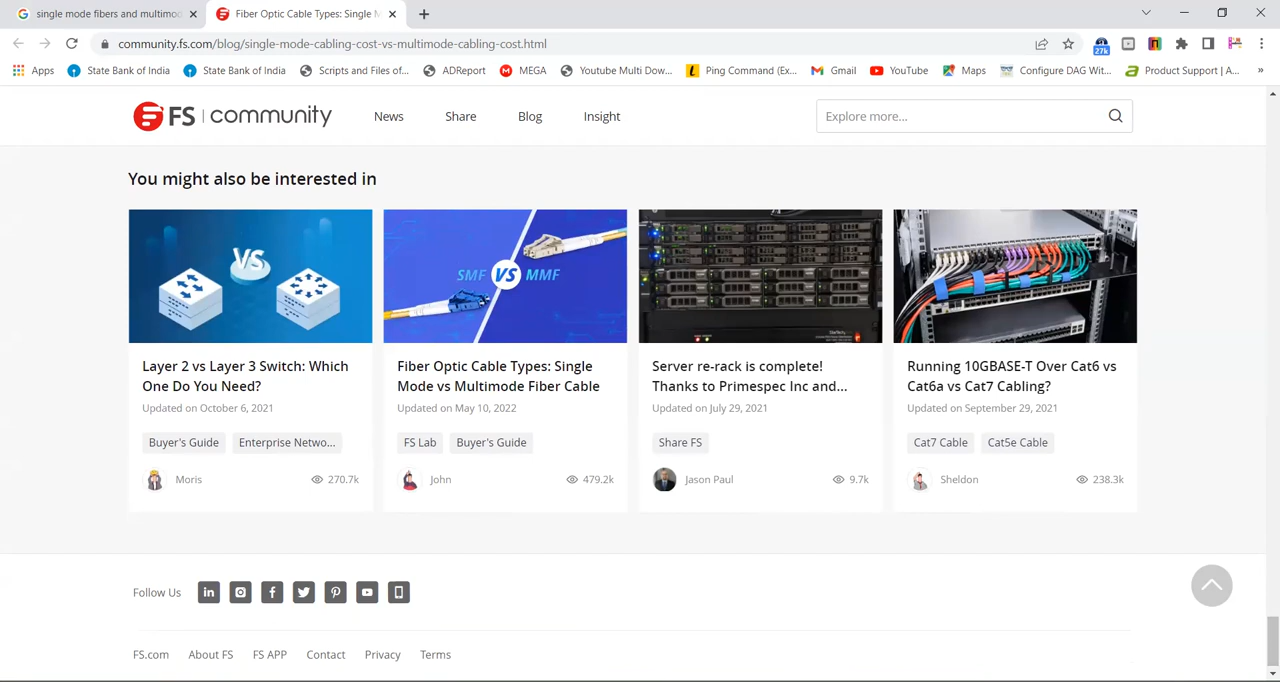 single mode fibers and multimod
Fiber Optic Cable Types: Single M
community.fs.com/blog/single-mode-cabling-cost-vs-multimode-cabling-cost.html
27k
Apps
State Bank of India
State Bank of India
Scripts and Files of...
ADReport
MEGA
Youtube Multi Dow...
Ping Command (Ex...
Gmail
YouTube
Maps
Configure DAG Wit...
Product Support | A...
»
FS | community
News
Share
Blog
Insight
Explore more...
You might also be interested in
VS
SMF VS MMF
Layer 2 vs Layer 3 Switch: Which
One Do You Need?
Updated on October 6, 2021
Buyer's Guide
Enterprise Netwo...
Moris
270.7k
Fiber Optic Cable Types: Single
Mode vs Multimode Fiber Cable
Updated on May 10, 2022
FS Lab
Buyer's Guide
John
479.2k
Server re-rack is complete!
Thanks to Primespec Inc and...
Updated on July 29, 2021
Share FS
Jason Paul
9.7k
Running 10GBASE-T Over Cat6 vs
Cat6a vs Cat7 Cabling?
Updated on September 29, 2021
Cat7 Cable
Cat5e Cable
Sheldon
238.3k
Follow Us
FS.com
About FS
FS APP
Contact
Privacy
Terms